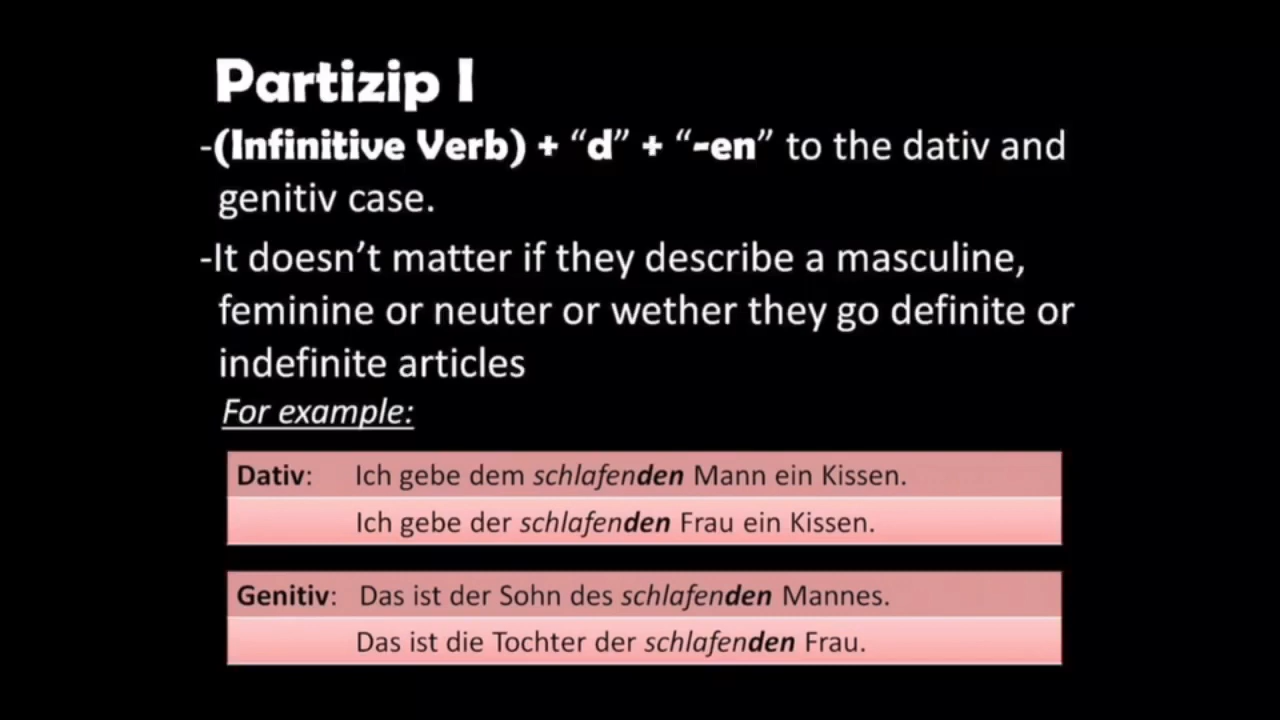 Partizip I
-(Infinitive Verb) + “d” + “-en” to the dativ and
genitiv case.
-It doesn’t matter if they describe a masculine,
feminine or neuter or wether they go definite or
indefinite articles
For example:
Dativ: Ich gebe dem schlafenden Mann ein Kissen.
Ich gebe der schlafenden Frau ein Kissen.
Genitiv: Das ist der Sohn des schlafenden Mannes.
Das ist die Tochter der schlafenden Frau.